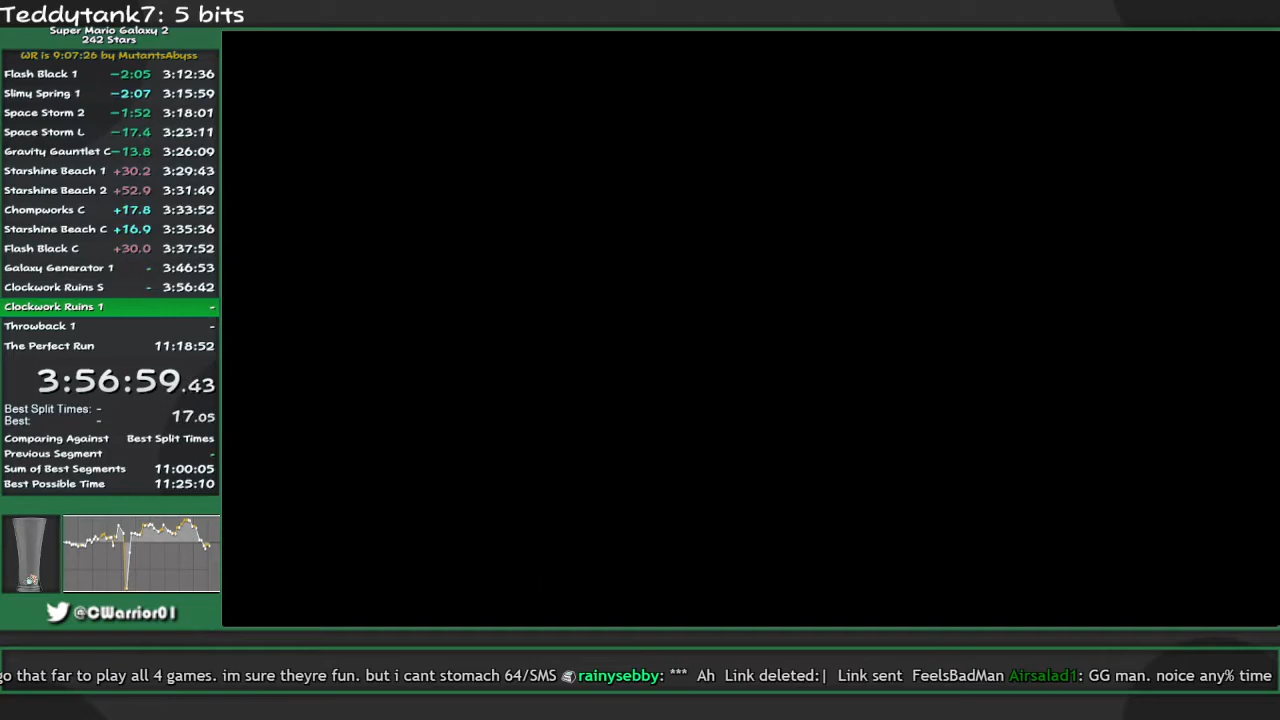 Teddytank7: 5 bits
Super Mario Galaxy 2
242 Stars
WR is 9:07:26 by MutantsAbyss
Flash Black 1 −2:05 3:12:36
Slimy Spring 1 −2:07 3:15:59
Space Storm 2 −1:52 3:18:01
Space Storm L −17.4 3:23:11
Gravity Gauntlet C −13.8 3:26:09
Starshine Beach 1 +30.2 3:29:43
Starshine Beach 2 +52.9 3:31:49
Chompworks C +17.8 3:33:52
Starshine Beach C +16.9 3:35:36
Flash Black C +30.0 3:37:52
Galaxy Generator 1 - 3:46:53
Clockwork Ruins S - 3:56:42
Clockwork Ruins 1 -
Throwback 1 -
The Perfect Run 11:18:52
3:56:59.43
Best Split Times: -
Best: - 17.05
Comparing Against Best Split Times
Previous Segment -
Sum of Best Segments 11:00:05
Best Possible Time 11:25:10
@CWarrior01
go that far to play all 4 games. im sure theyre fun. but i cant stomach 64/SMS rainysebby: *** Ah Link deleted:| Link sent FeelsBadMan Airsalad1: GG man. noice any% time